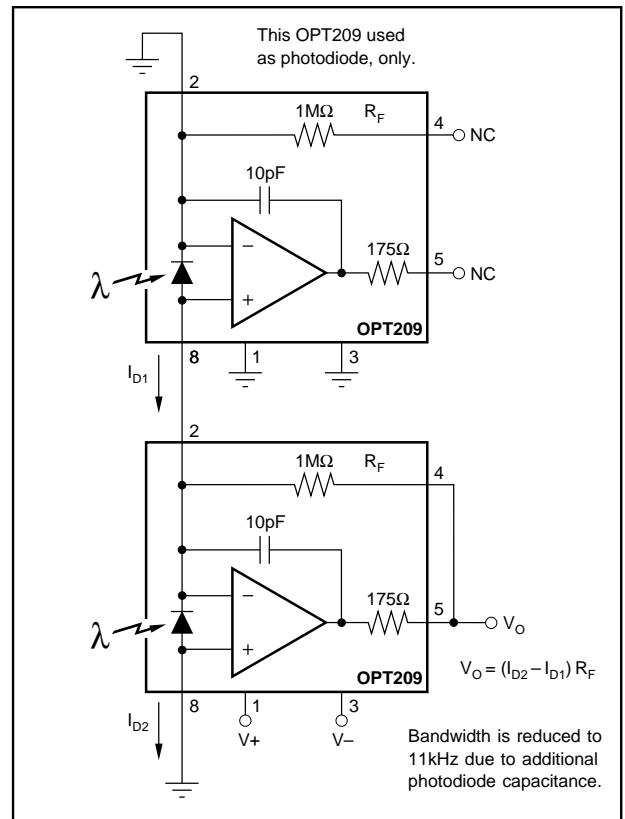 This OPT209 used
as photodiode, only.
2
1MΩ R_F
4
NC
10pF
175Ω
−
5
NC
λ
+
OPT209
8
1
3
I_D1
2
1MΩ R_F
4
10pF
175Ω
−
5
V_O
λ
+
V_O = (I_D2 – I_D1) R_F
OPT209
8
1
3
I_D2
V+
V–
Bandwidth is reduced to
11kHz due to additional
photodiode capacitance.